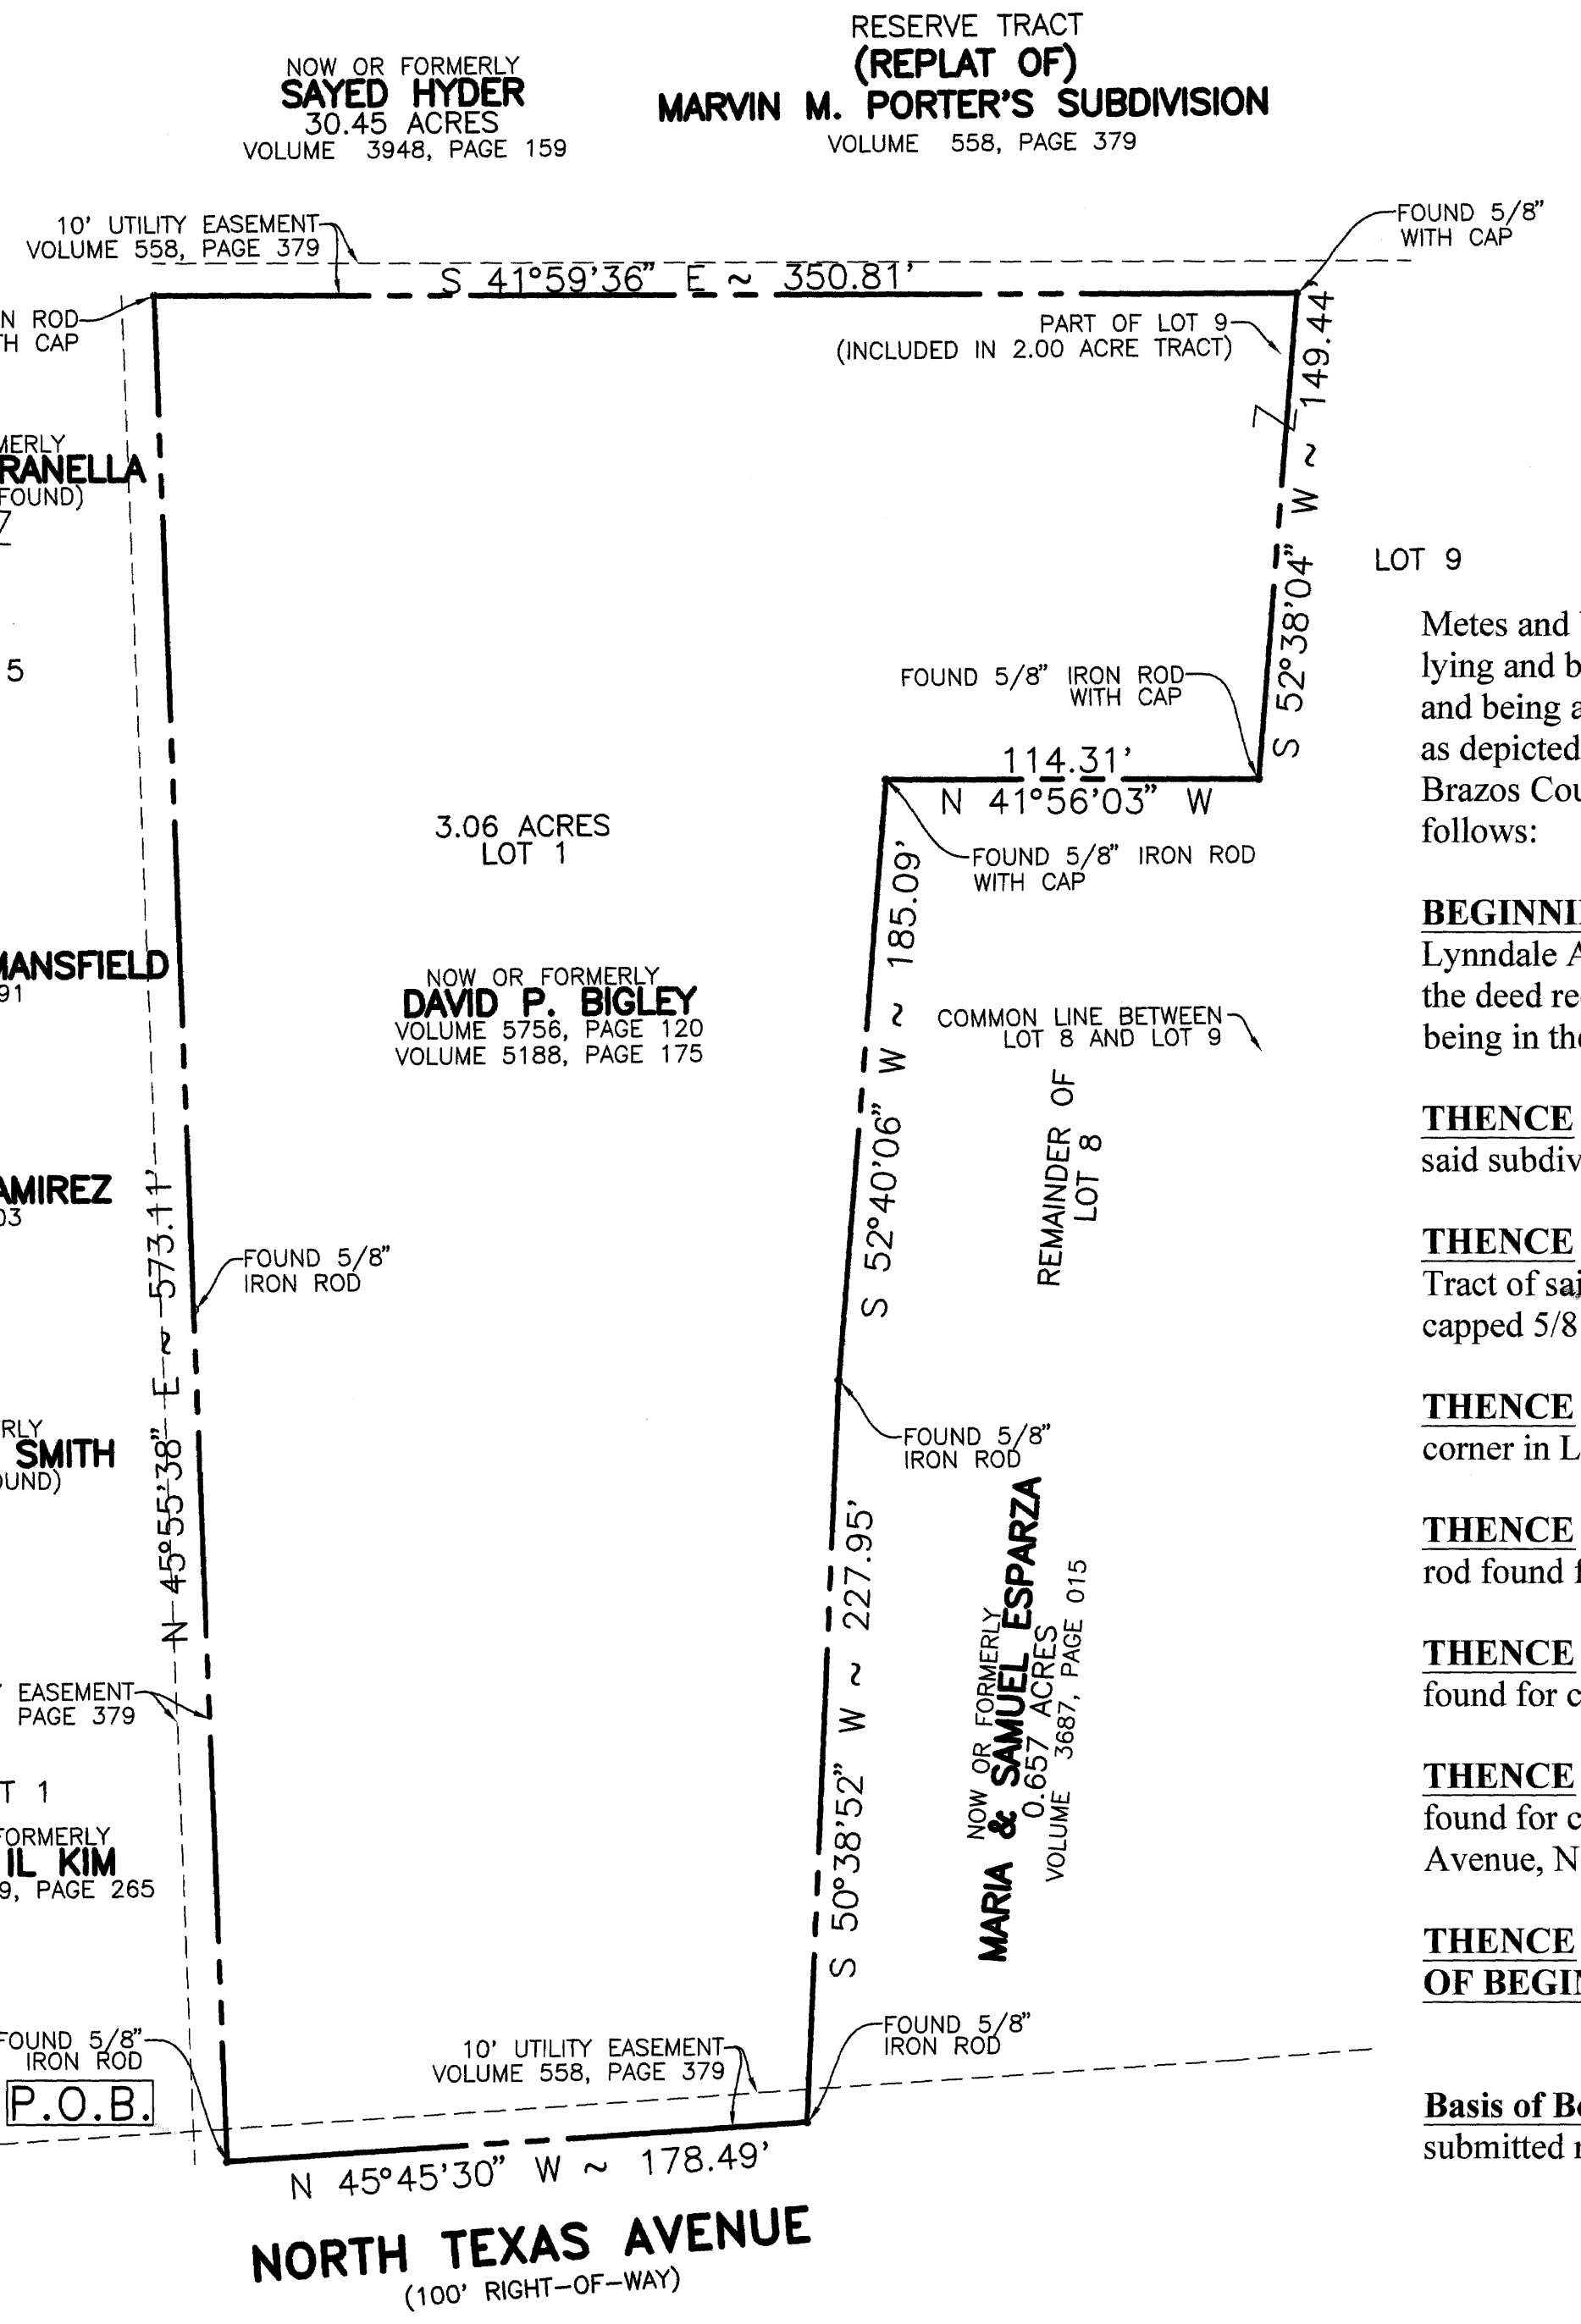 RESERVE TRACT
(REPLAT OF)
MARVIN M. PORTER'S SUBDIVISION
VOLUME 558, PAGE 379
NOW OR FORMERLY
SAYED HYDER
30.45 ACRES
VOLUME 3948, PAGE 159
10' UTILITY EASEMENT
VOLUME 558, PAGE 379
FOUND 5/8"
WITH CAP
S 41°59'36" E ~ 350.81'
N ROD
TH CAP
PART OF LOT 9
(INCLUDED IN 2.00 ACRE TRACT)
S 52°38'04" W ~ 149.44'
MERLY
RANELLA
FOUND)
LOT 9
5
FOUND 5/8" IRON ROD
WITH CAP
114.31'
N 41°56'03" W
3.06 ACRES
LOT 1
FOUND 5/8" IRON ROD
WITH CAP
S 52°40'06" W ~ 185.09'
MANSFIELD
91
NOW OR FORMERLY
DAVID P. BIGLEY
VOLUME 5756, PAGE 120
VOLUME 5188, PAGE 175
COMMON LINE BETWEEN
LOT 8 AND LOT 9
REMAINDER OF
LOT 8
AMIREZ
03
N 45°55'38" E ~ 573.11'
FOUND 5/8"
IRON ROD
RLY
SMITH
OUND)
FOUND 5/8"
IRON ROD
S 50°38'52" W ~ 227.95'
NOW OR FORMERLY
MARIA & SAMUEL ESPARZA
0.657 ACRES
VOLUME 3687, PAGE 015
EASEMENT
PAGE 379
T 1
FORMERLY
IL KIM
9, PAGE 265
FOUND 5/8"
IRON ROD
P.O.B.
10' UTILITY EASEMENT
VOLUME 558, PAGE 379
FOUND 5/8"
IRON ROD
N 45°45'30" W ~ 178.49'
NORTH TEXAS AVENUE
(100' RIGHT-OF-WAY)
Metes and
lying and b
and being a
as depicted
Brazos Cou
follows:
BEGINNI
Lynndale A
the deed re
being in the
THENCE
said subdiv
THENCE
Tract of sai
capped 5/8
THENCE
corner in L
THENCE
rod found f
THENCE
found for c
THENCE
found for c
Avenue, N
THENCE
OF BEGI
Basis of Be
submitted r